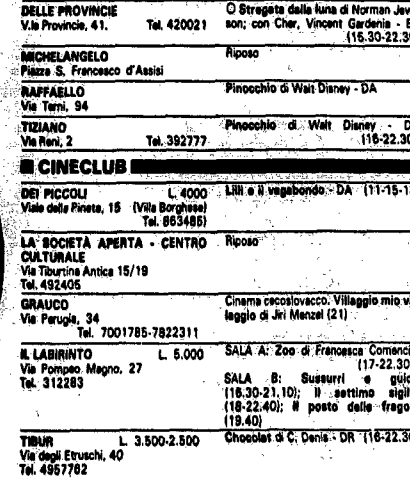 DELLE PROVINCIE
V.le Provincie, 41. Tel. 420021
O Stregata dalla luna di Norman Jew
son; con Cher, Vincent Gardenia - B
(16.30-22.30
MICHELANGELO
Piazza S. Francesco d'Assisi
Riposo
RAFFAELLO
Via Terni, 94
Pinocchio di Walt Disney - DA
TIZIANO
Via Reni, 2 Tel. 392777
Pinocchio di Walt Disney - D
(16-22.30
CINECLUB
DEI PICCOLI L. 4000
Viale della Pineta, 15 (Villa Borghese)
Tel. 863485)
Lilli e il vagabondo - DA (11-15-1
LA SOCIETÀ APERTA - CENTRO
CULTURALE
Via Tiburtina Antica 15/19
Tel. 492405
Riposo
GRAUCO
Via Perugia, 34
Tel. 7001785-7822311
Cinema cecoslovacco. Villaggio mio vi
laggio di Jiri Menzel (21)
IL LABIRINTO L. 5.000
Via Pompeo Magno, 27
Tel. 312283
SALA A: Zoo di Francesca Comenci
(17-22.30
SALA B: Sussurri e guid
(16.30-21.10); Il settimo sigil
(18-22.40); Il posto delle frago
(19.40)
TIBUR L. 3.500-2.500
Via degli Etruschi, 40
Tel. 4957762
Chocolat di C. Denis - DR (16-22.30